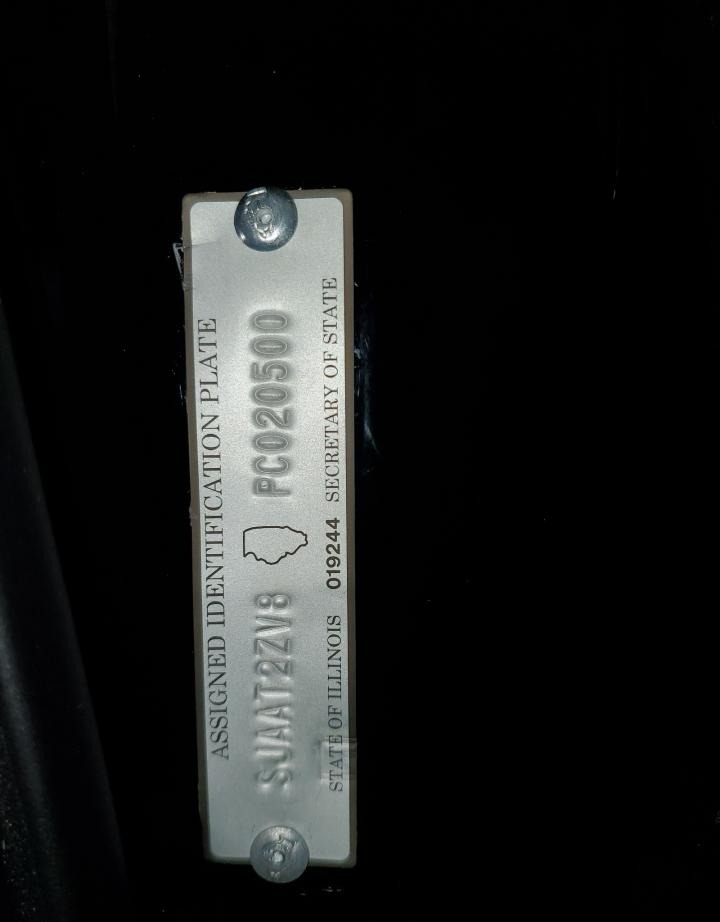 ASSIGNED IDENTIFICATION PLATE
SJAAT2ZV8 PC020500
STATE OF ILLINOIS 019244 SECRETARY OF STATE